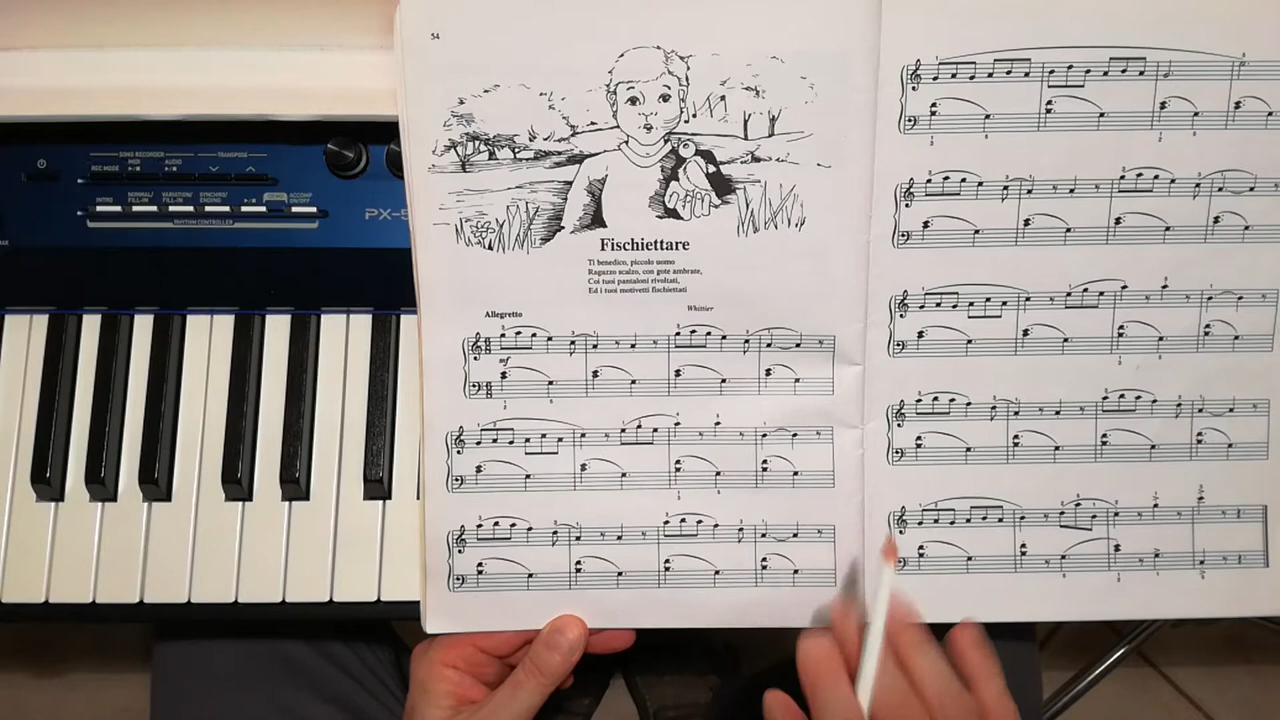 SONG RECORDER
TRANSPOSE
REC MODE
MIDI
AUDIO
INTRO
NORMAL/
FILL-IN
VARIATION/
FILL-IN
SYNCHRO/
ENDING
ACCOMP
ON/OFF
RHYTHM CONTROLLER
PX-5
54
Fischiettare
Ti benedico, piccolo uomo
Ragazzo scalzo, con gote ambrate,
Coi tuoi pantaloni rivoltati,
Ed i tuoi motivetti fischiettati
Whittier
Allegretto
mf